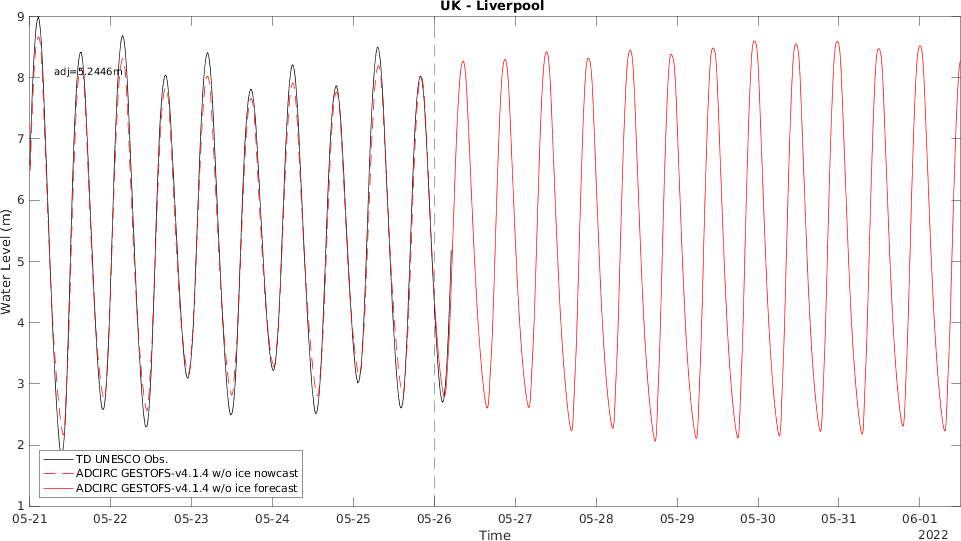 UK - Liverpool
9
adj=5.2446m
8
7
6
5
4
3
2
1
Water Level (m)
TD UNESCO Obs.
ADCIRC GESTOFS-v4.1.4 w/o ice nowcast
ADCIRC GESTOFS-v4.1.4 w/o ice forecast
05-21 05-22 05-23 05-24 05-25 05-26 05-27 05-28 05-29 05-30 05-31 06-01
Time
2022